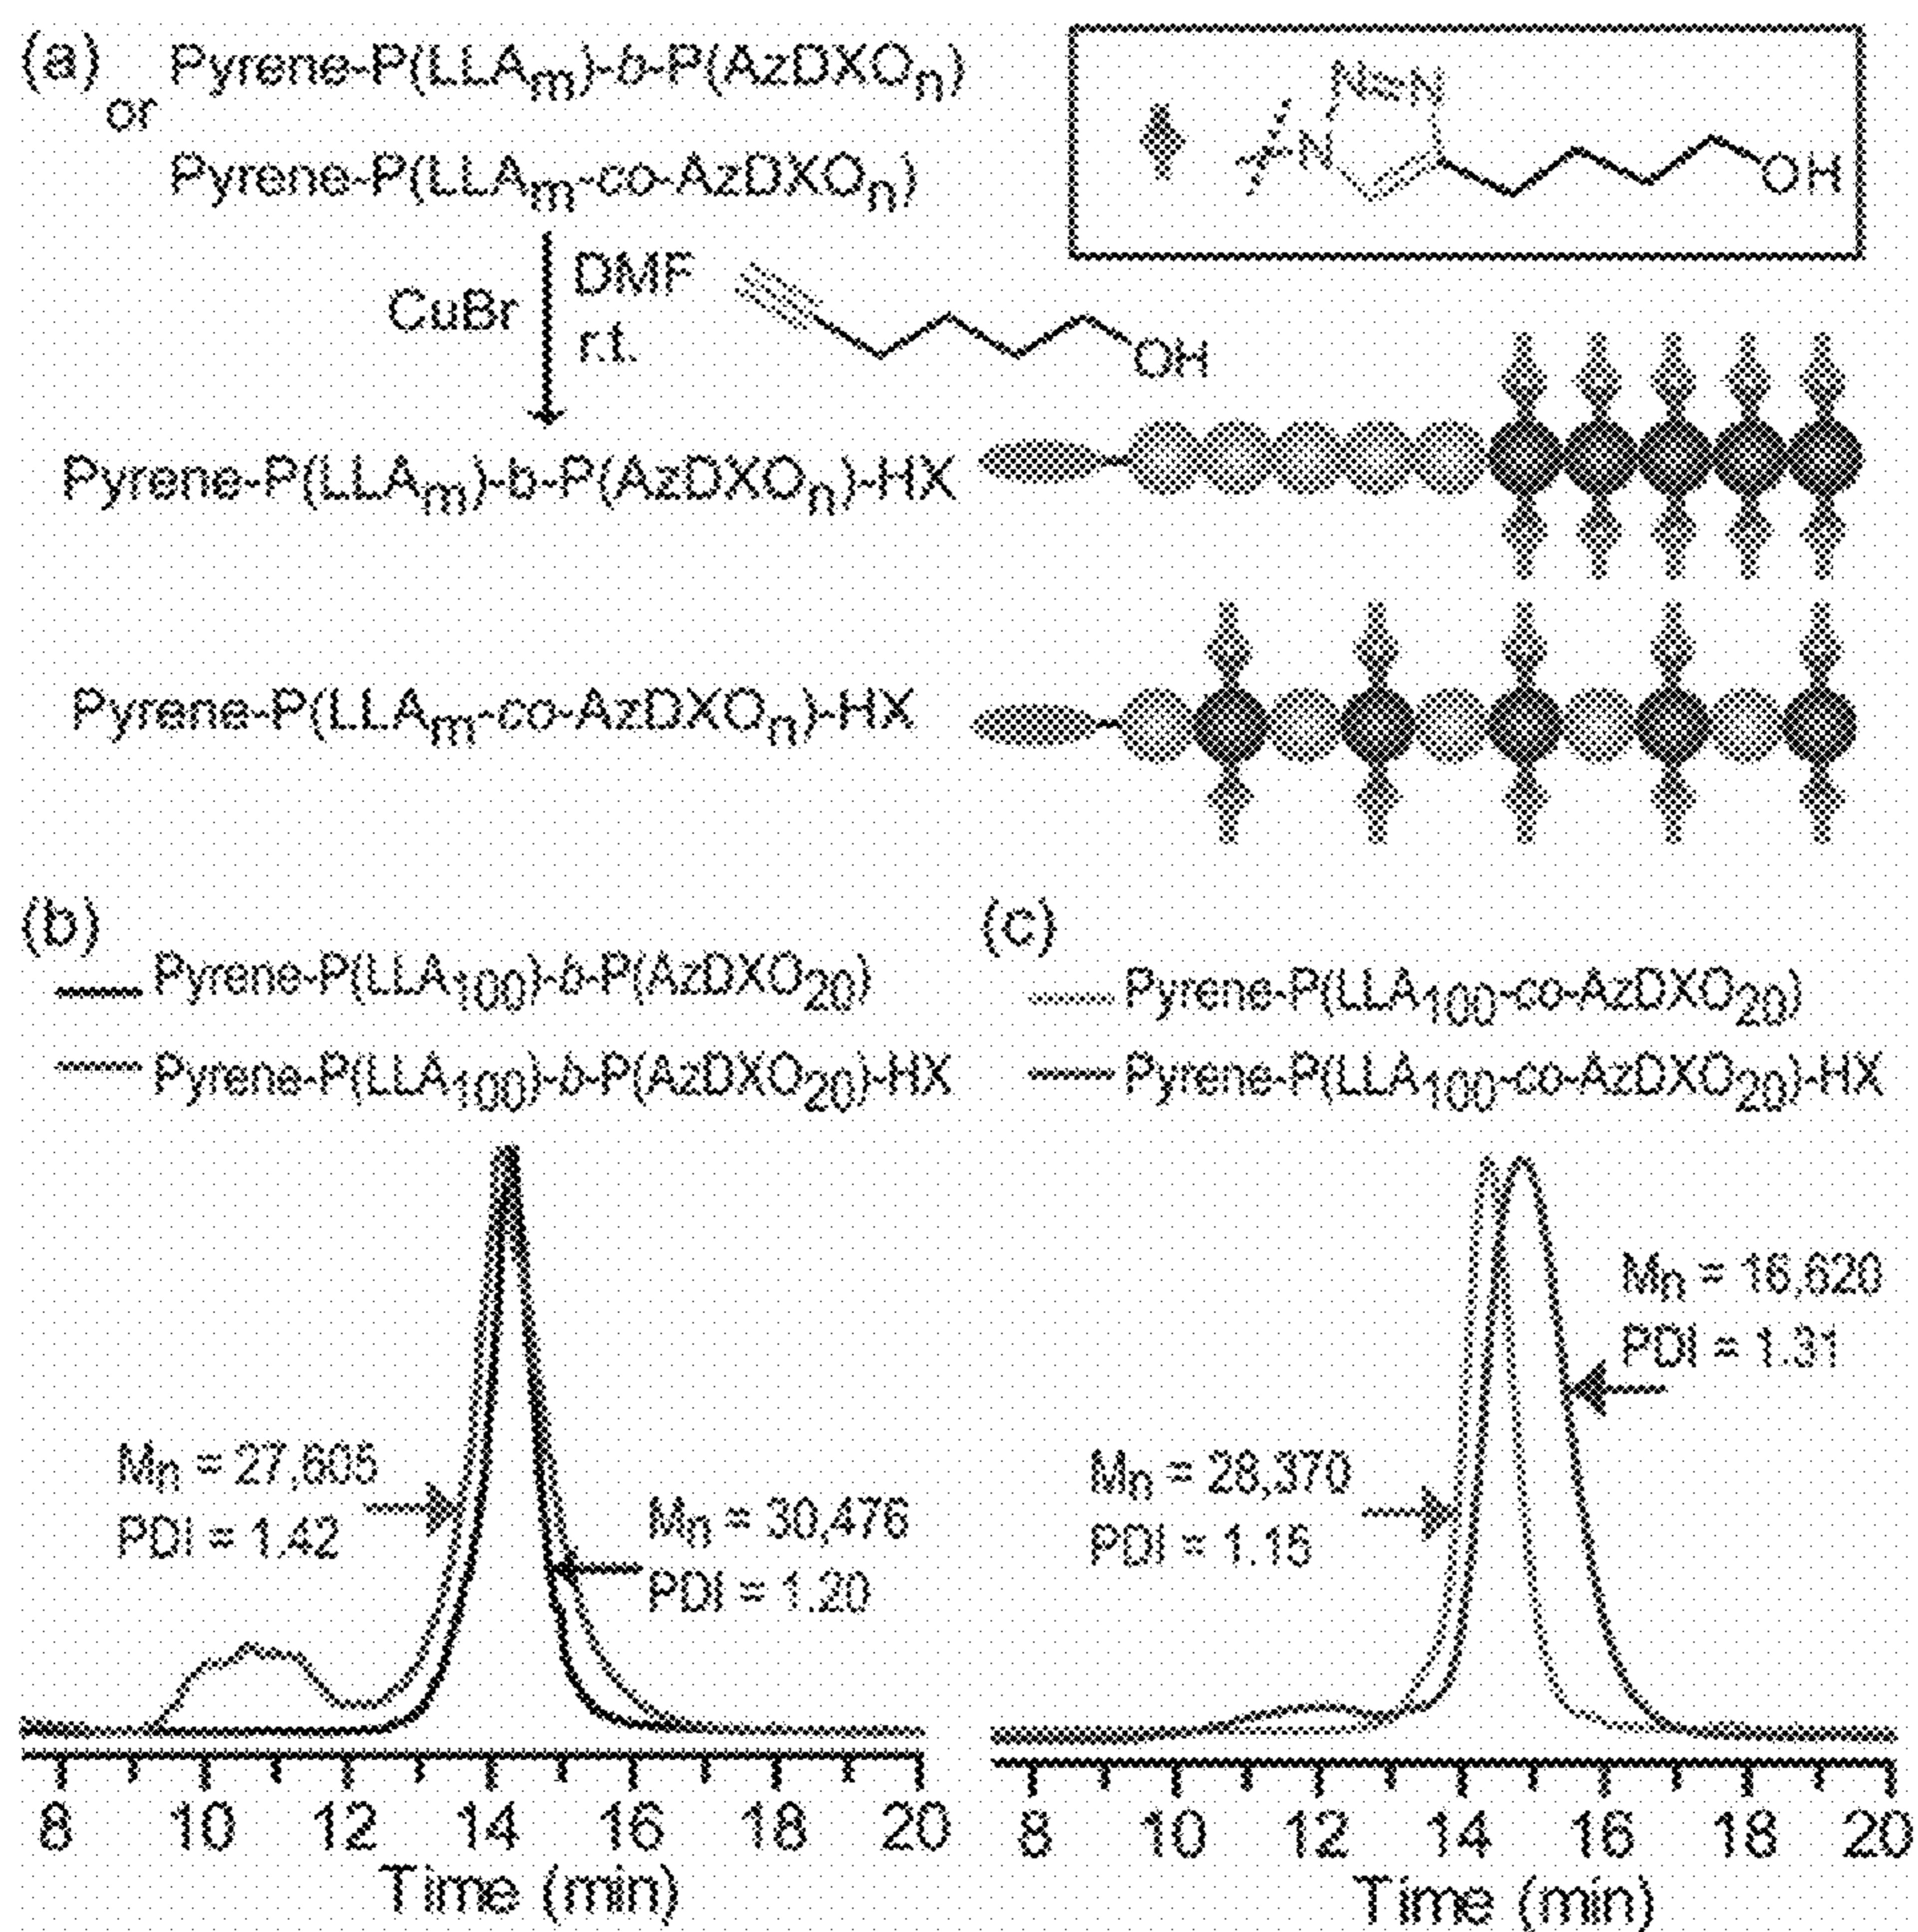 (a) Pyrene-P(LLAm)-b-P(AzDXOn)
or
Pyrene-P(LLAm-co-AzDXOn)
N=N
N
OH
CuBr
DMF
r.t.
OH
Pyrene-P(LLAm)-b-P(AzDXOn)-HX
Pyrene-P(LLAm-co-AzDXOn)-HX
(b)
Pyrene-P(LLA100)-b-P(AzDXO20)
Pyrene-P(LLA100)-b-P(AzDXO20)-HX
Mn = 27,605
PDI = 1.42
Mn = 30,476
PDI = 1.20
8 10 12 14 16 18 20
Time (min)
(c)
Pyrene-P(LLA100-co-AzDXO20)
Pyrene-P(LLA100-co-AzDXO20)-HX
Mn = 28,370
PDI = 1.15
Mn = 16,620
PDI = 1.31
8 10 12 14 16 18 20
Time (min)